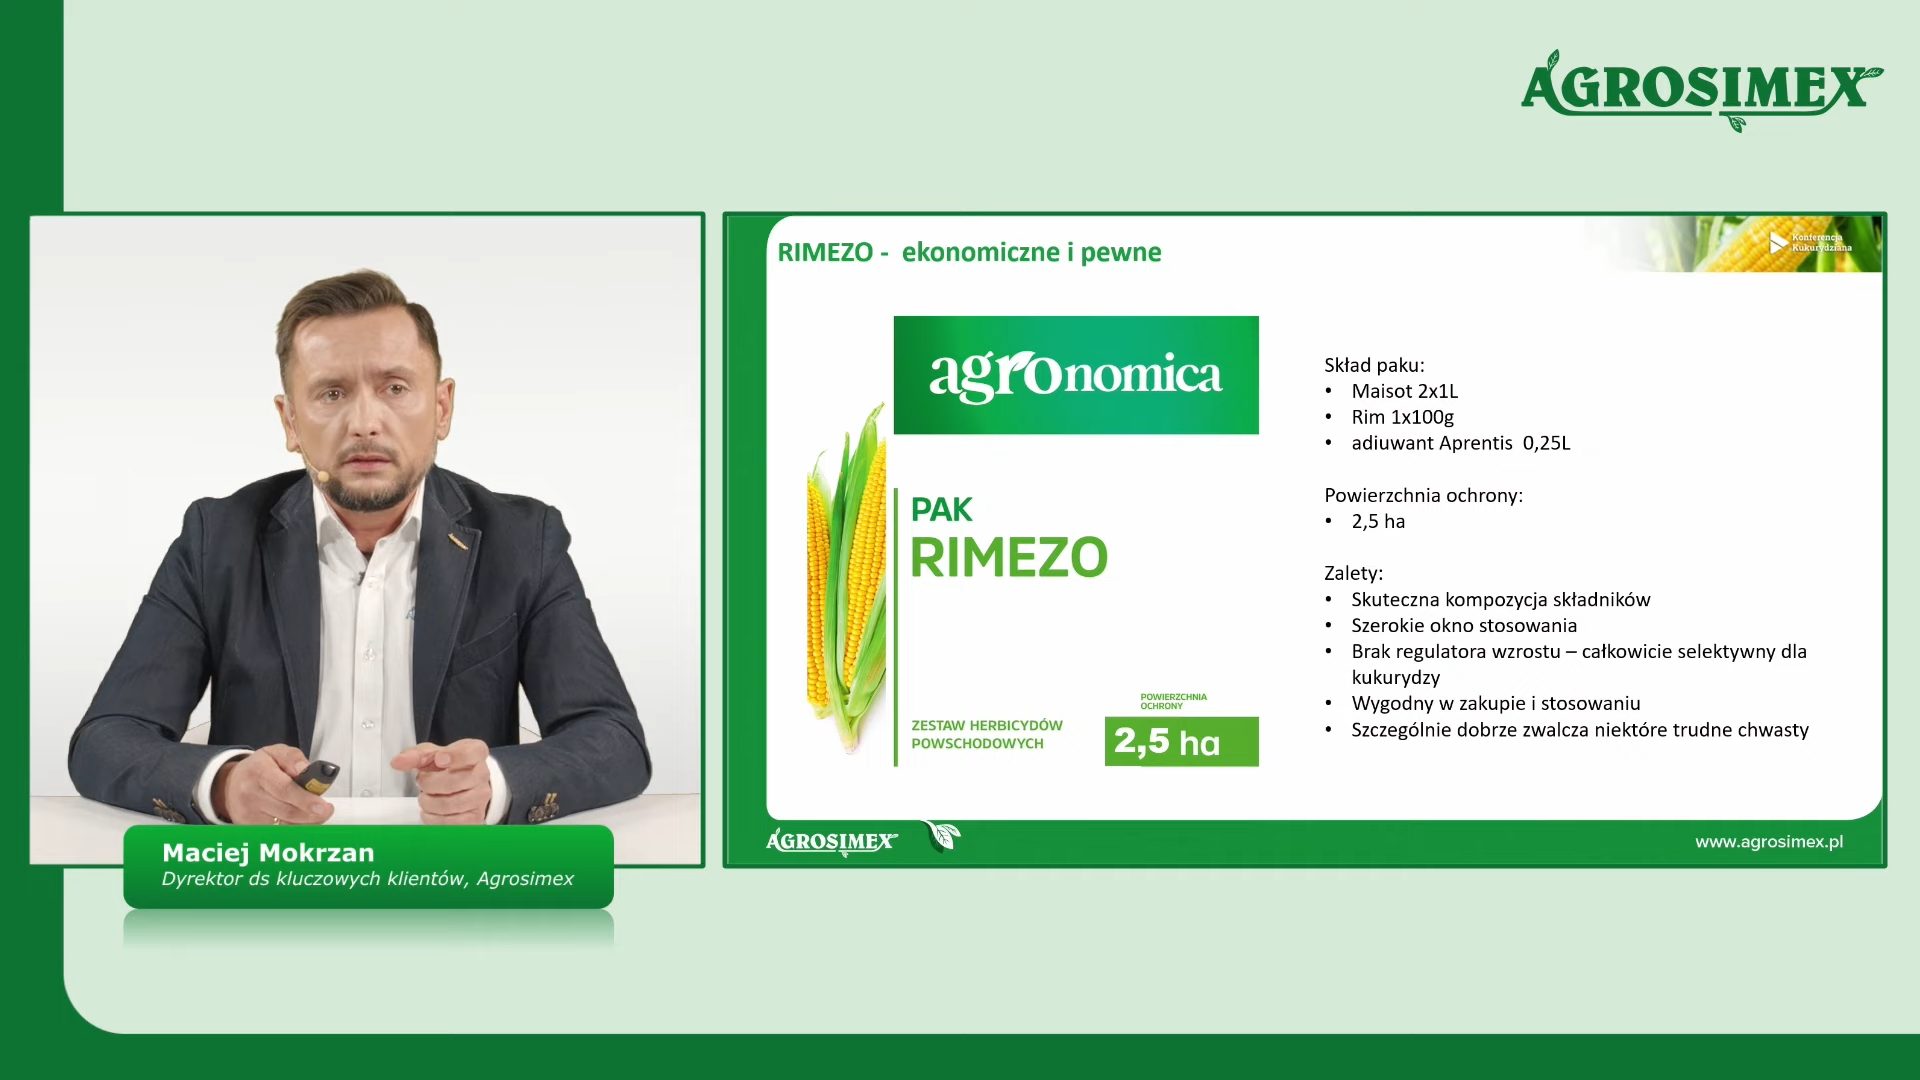 AGROSIMEX
RIMEZO - ekonomiczne i pewne
Konferencja
Kukurydziana
agronomica
PAK
RIMEZO
ZESTAW HERBICYDÓW
POWSCHODOWYCH
POWIERZCHNIA
OCHRONY
2,5 ha
Skład paku:
• Maisot 2x1L
• Rim 1x100g
• adiuwant Aprentis 0,25L
Powierzchnia ochrony:
• 2,5 ha
Zalety:
• Skuteczna kompozycja składników
• Szerokie okno stosowania
• Brak regulatora wzrostu – całkowicie selektywny dla
kukurydzy
• Wygodny w zakupie i stosowaniu
• Szczególnie dobrze zwalcza niektóre trudne chwasty
AGROSIMEX
www.agrosimex.pl
Maciej Mokrzan
Dyrektor ds kluczowych klientów, Agrosimex